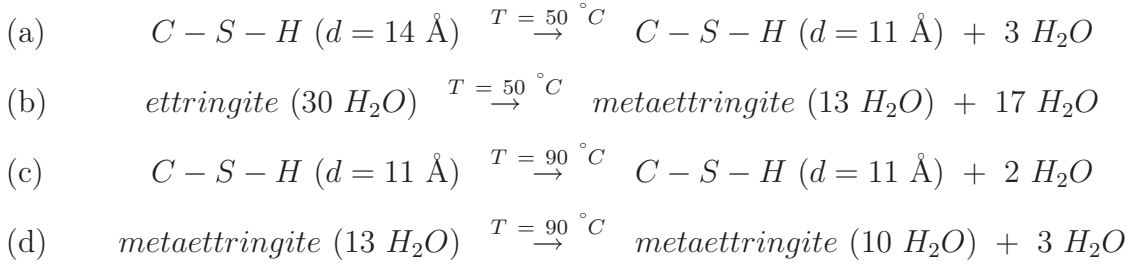 (a) C − S − H (d = 14 Å) T = 50 °C → C − S − H (d = 11 Å) + 3 H₂O
(b) ettringite (30 H₂O) T = 50 °C → metaettringite (13 H₂O) + 17 H₂O
(c) C − S − H (d = 11 Å) T = 90 °C → C − S − H (d = 11 Å) + 2 H₂O
(d) metaettringite (13 H₂O) T = 90 °C → metaettringite (10 H₂O) + 3 H₂O